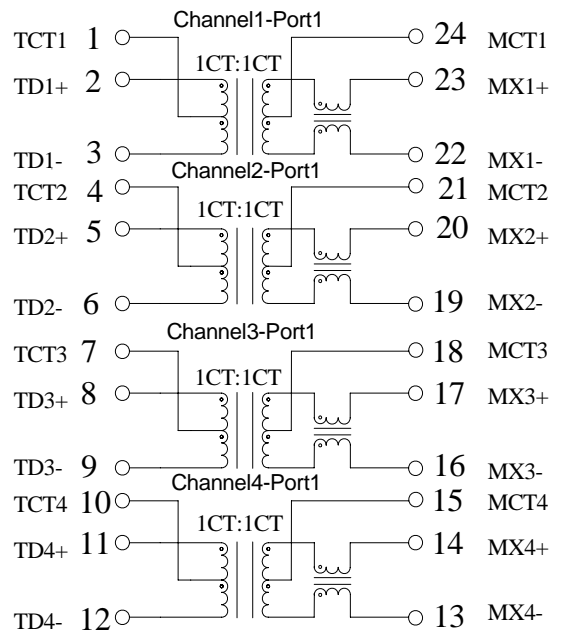 Channel1-Port1
TCT1 1 24 MCT1
1CT:1CT
TD1+ 2 23 MX1+
TD1- 3 22 MX1-
Channel2-Port1
TCT2 4 21 MCT2
1CT:1CT
TD2+ 5 20 MX2+
TD2- 6 19 MX2-
Channel3-Port1
TCT3 7 18 MCT3
1CT:1CT
TD3+ 8 17 MX3+
TD3- 9 16 MX3-
Channel4-Port1
TCT4 10 15 MCT4
1CT:1CT
TD4+ 11 14 MX4+
TD4- 12 13 MX4-